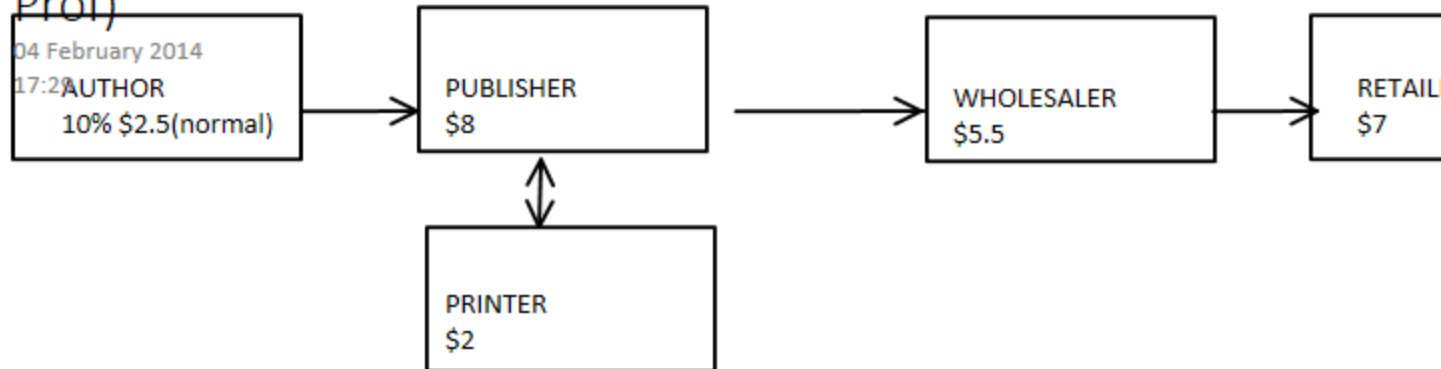 Prof)
04 February 2014
17:29
AUTHOR
10% $2.5(normal)
PUBLISHER
$8
WHOLESALER
$5.5
$7
PRINTER
$2